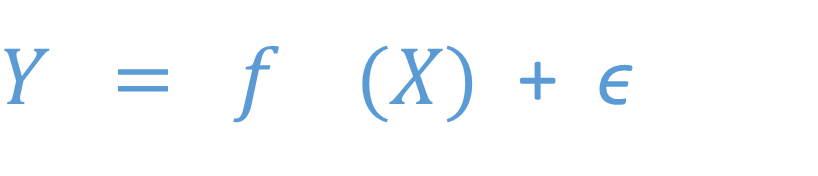 Y = f (X) + ϵ